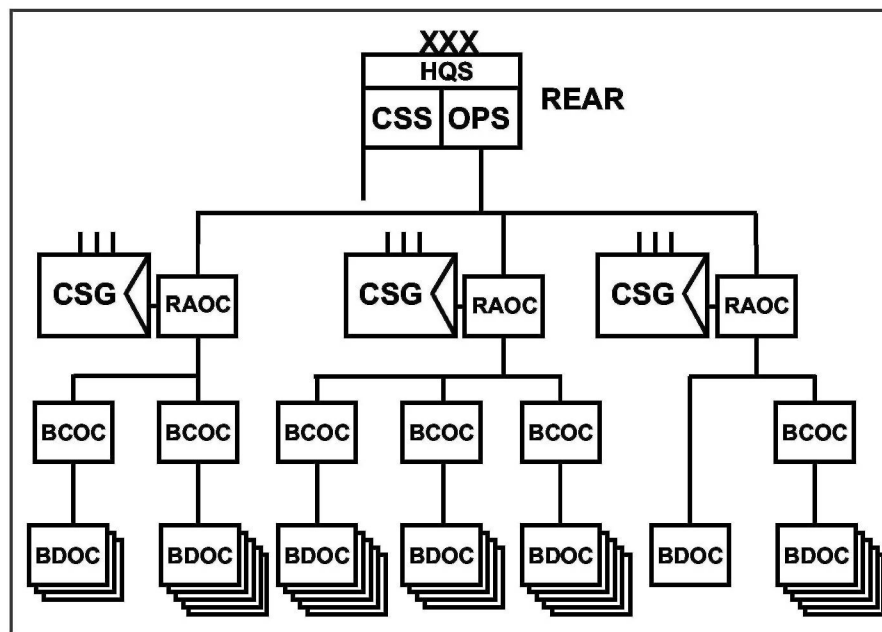 XXX
HQS
CSS OPS REAR
CSG RAOC CSG RAOC CSG RAOC
BCOC BCOC BCOC BCOC BCOC BCOC
BDOC BDOC BDOC BDOC BDOC BDOC BDOC